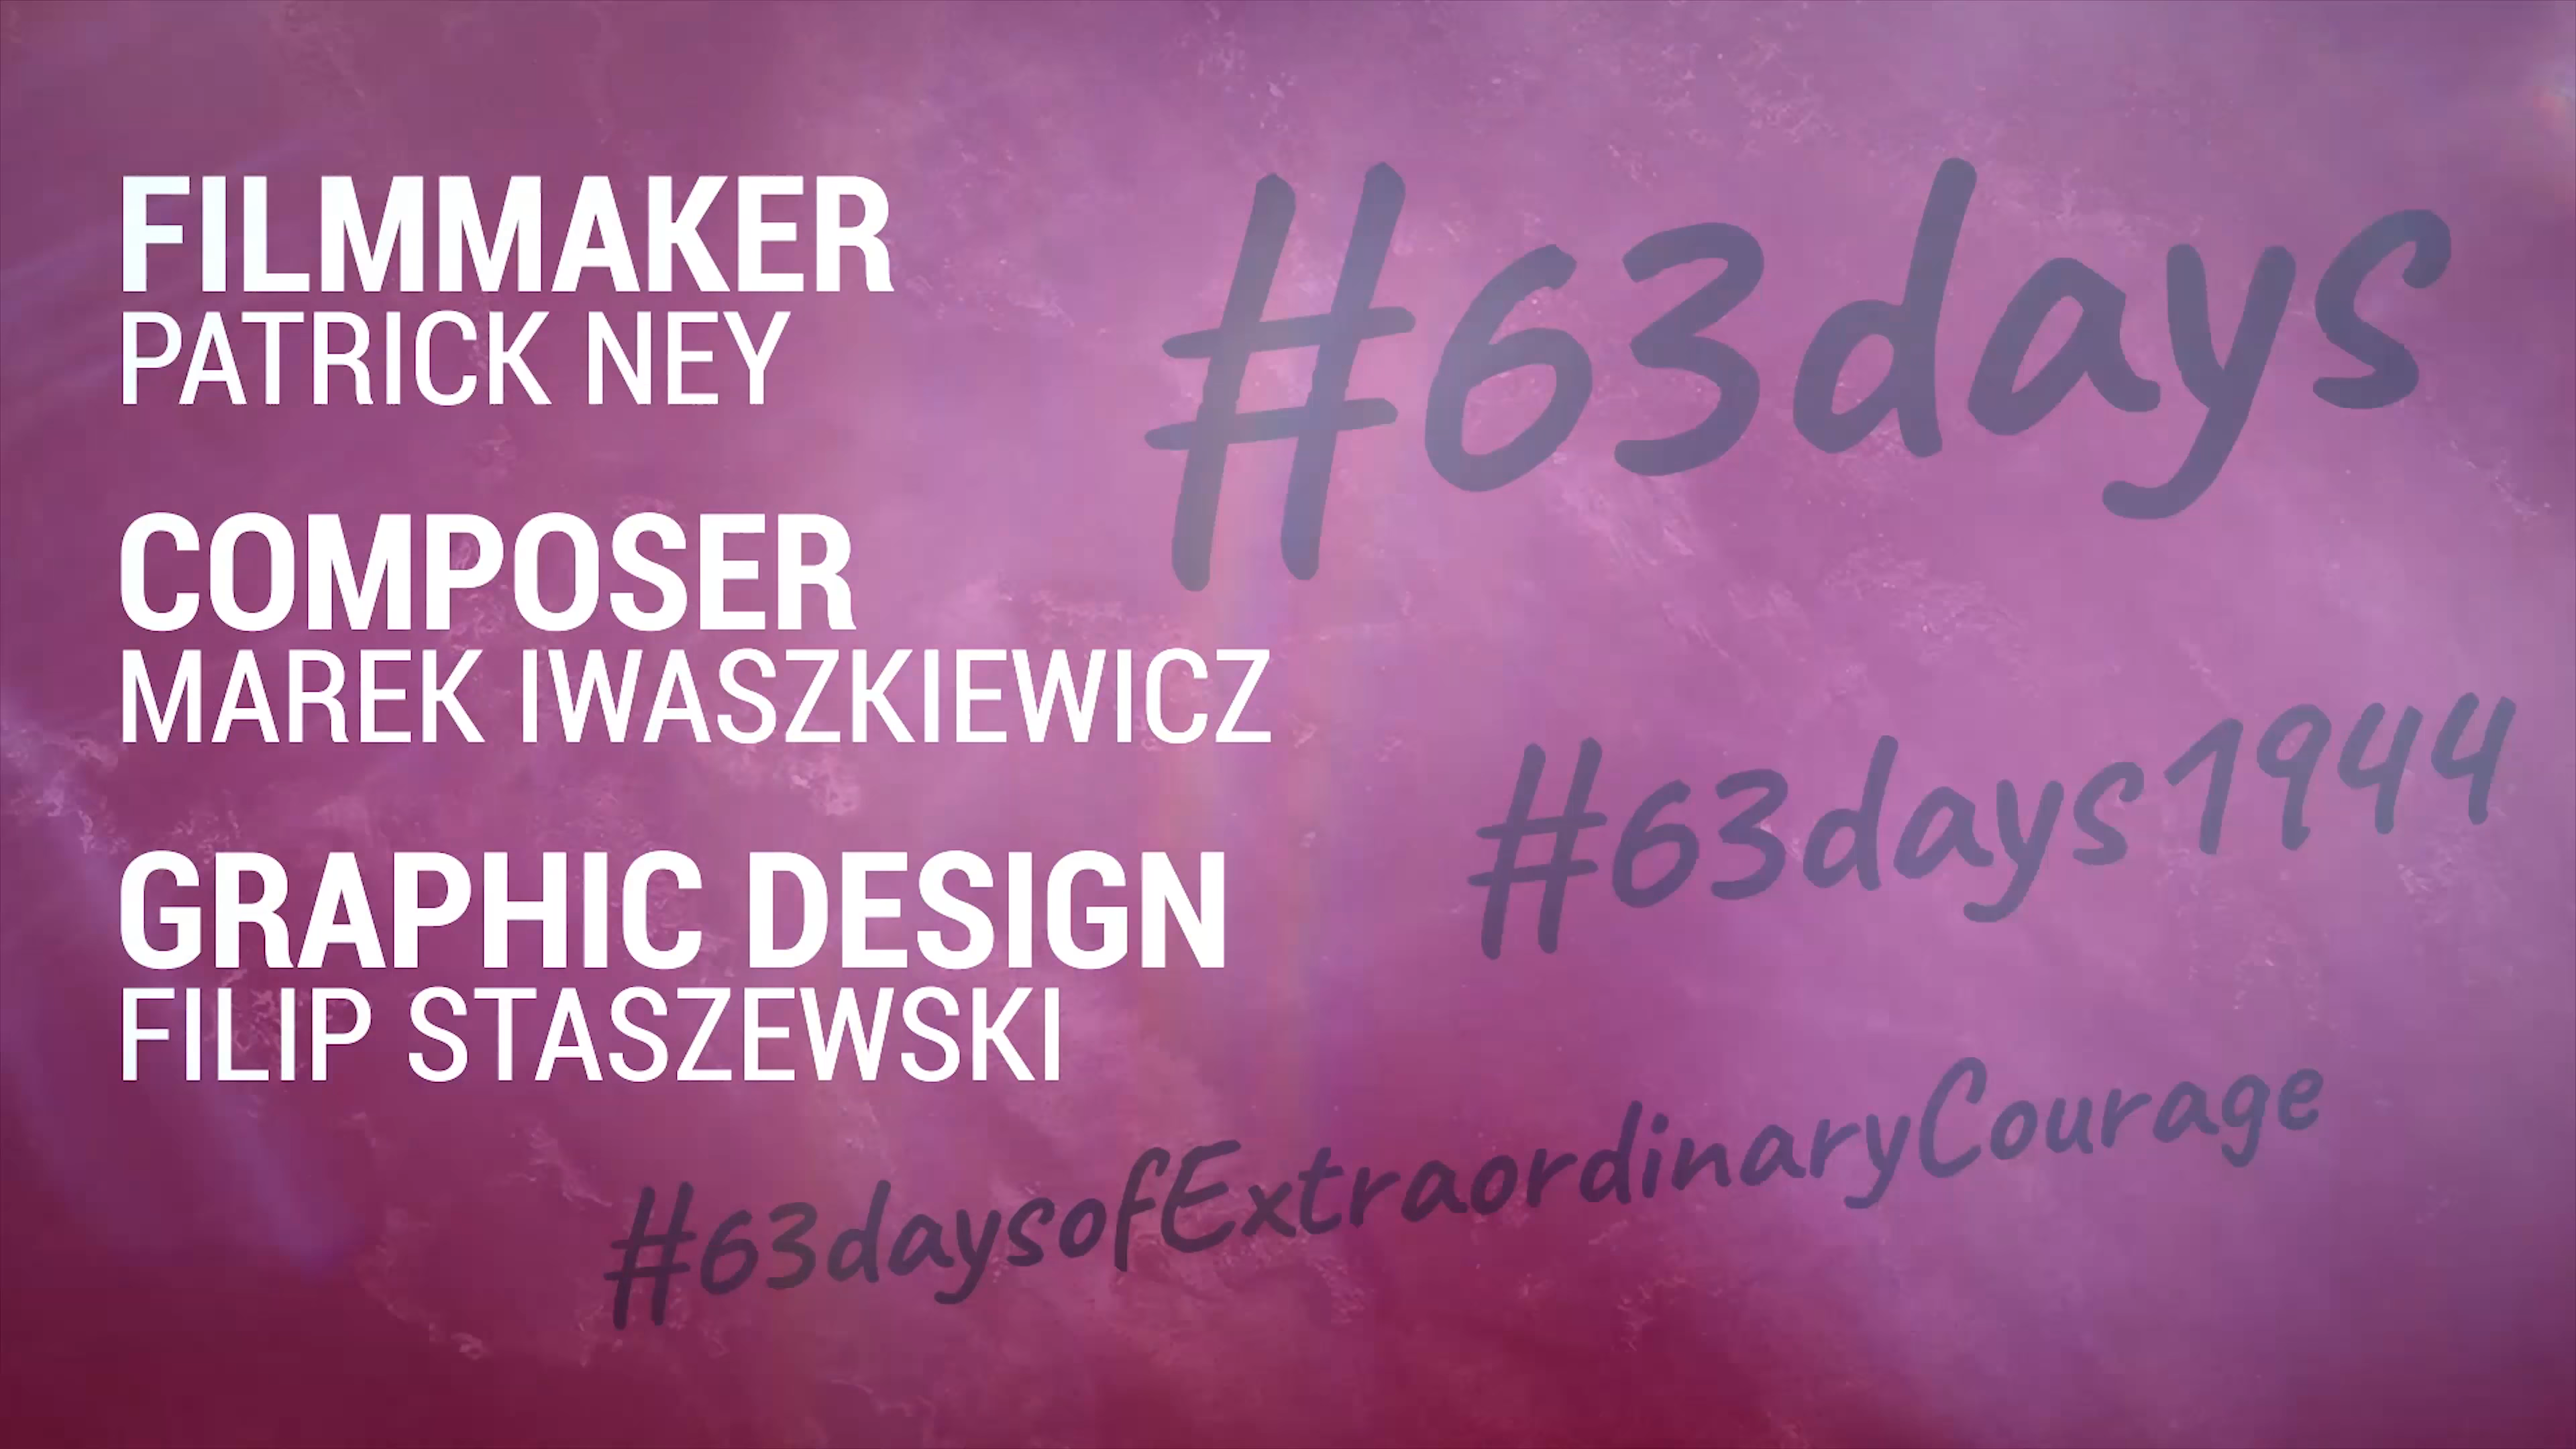 FILMMAKER
PATRICK NEY
COMPOSER
MAREK IWASZKIEWICZ
GRAPHIC DESIGN
FILIP STASZEWSKI
#63days
#63days1944
#63daysofExtraordinaryCourage